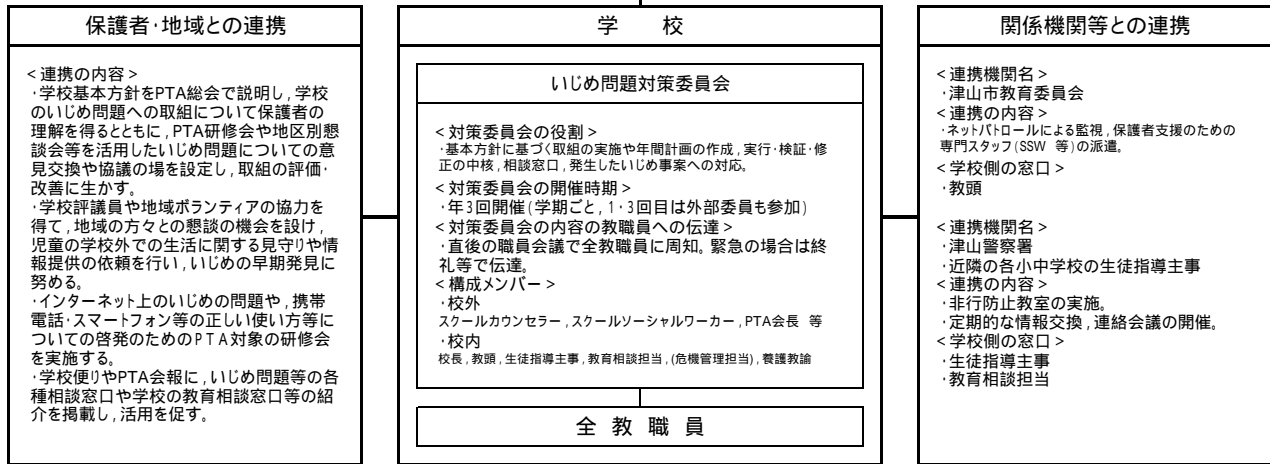 保護者・地域との連携
<連携の内容>
・学校基本方針をPTA総会で説明し,学校
のいじめ問題への取組について保護者の
理解を得るとともに,PTA研修会や地区別懇
談会等を活用したいじめ問題についての意
見交換や協議の場を設定し,取組の評価・
改善に生かす。
・学校評議員や地域ボランティアの協力を
得て,地域の方々との懇談の機会を設け,
児童の学校外での生活に関する見守りや情
報提供の依頼を行い,いじめの早期発見に
努める。
・インターネット上のいじめの問題や,携帯
電話・スマートフォン等の正しい使い方等に
ついての啓発のためのPTA対象の研修会
を実施する。
・学校便りやPTA会報に,いじめ問題等の各
種相談窓口や学校の教育相談窓口等の紹
介を掲載し,活用を促す。
学 校
いじめ問題対策委員会
<対策委員会の役割>
・基本方針に基づく取組の実施や年間計画の作成,実行・検証・修
正の中核,相談窓口,発生したいじめ事案への対応。
<対策委員会の開催時期>
・年3回開催(学期ごと,1・3回目は外部委員も参加)
<対策委員会の内容の教職員への伝達>
・直後の職員会議で全教職員に周知。緊急の場合は終
礼等で伝達。
<構成メンバー>
・校外
スクールカウンセラー,スクールソーシャルワーカー,PTA会長 等
・校内
校長,教頭,生徒指導主事,教育相談担当,(危機管理担当),養護教諭
全 教 職 員
関係機関等との連携
<連携機関名>
・津山市教育委員会
<連携の内容>
・ネットパトロールによる監視,保護者支援のための
専門スタッフ(SSW 等)の派遣。
<学校側の窓口>
・教頭
<連携機関名>
・津山警察署
・近隣の各小中学校の生徒指導主事
<連携の内容>
・非行防止教室の実施。
・定期的な情報交換,連絡会議の開催。
<学校側の窓口>
・生徒指導主事
・教育相談担当